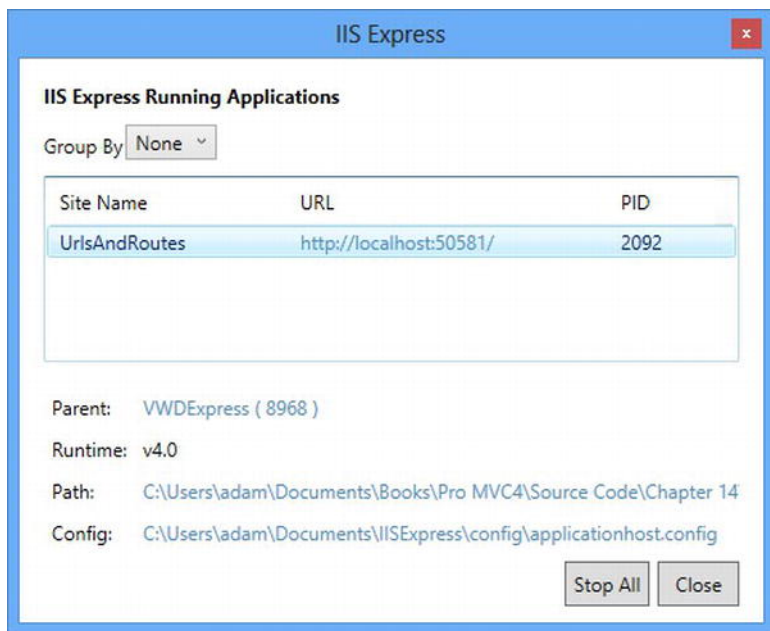 IIS Express
x
IIS Express Running Applications
Group By None
Site Name URL PID
UrlsAndRoutes http://localhost:50581/ 2092
Parent: VWDExpress ( 8968 )
Runtime: v4.0
Path: C:\Users\adam\Documents\Books\Pro MVC4\Source Code\Chapter 14
Config: C:\Users\adam\Documents\IISExpress\config\applicationhost.config
Stop All Close